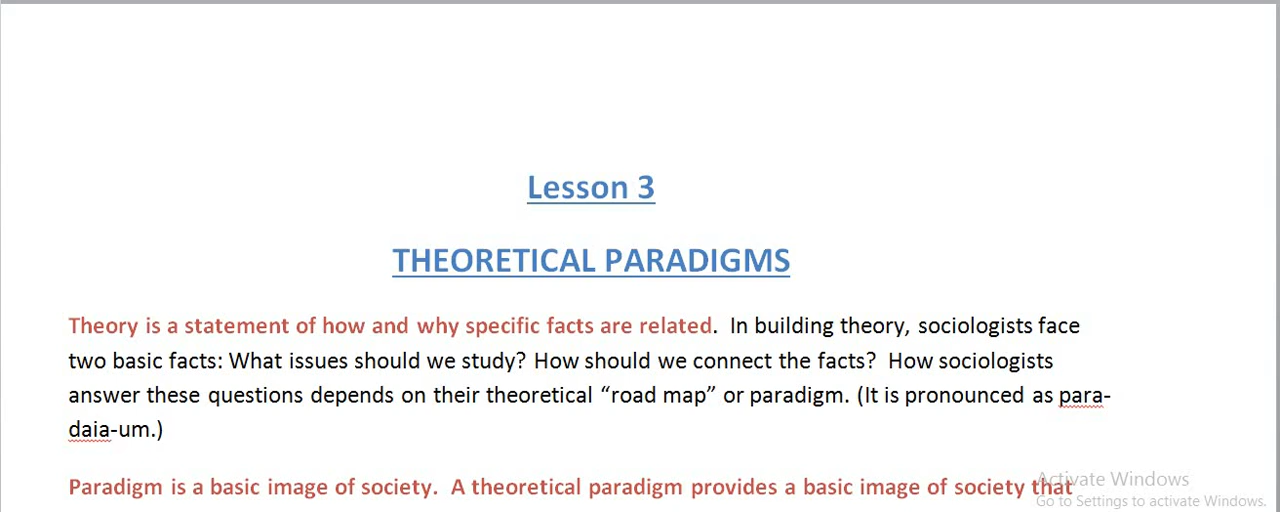 Lesson 3
THEORETICAL PARADIGMS
Theory is a statement of how and why specific facts are related.  In building theory, sociologists face
two basic facts: What issues should we study? How should we connect the facts?  How sociologists
answer these questions depends on their theoretical “road map” or paradigm. (It is pronounced as para-
daia-um.)
Paradigm is a basic image of society.  A theoretical paradigm provides a basic image of society that
Activate Windows
Go to Settings to activate Windows.